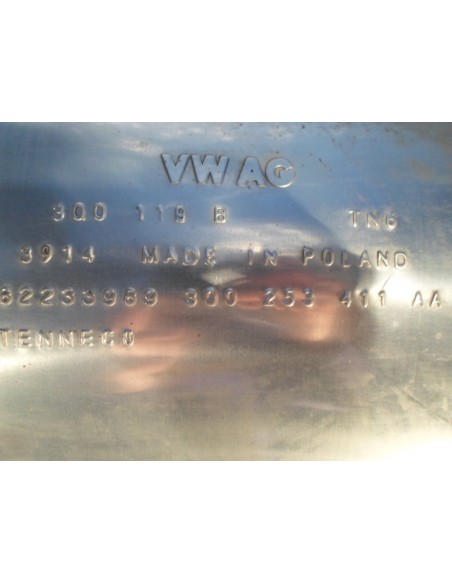 VW AG
3Q0 119 B TN6
3914 MADE IN POLAND
62233969 3Q0 253 411 AA
TENNECO